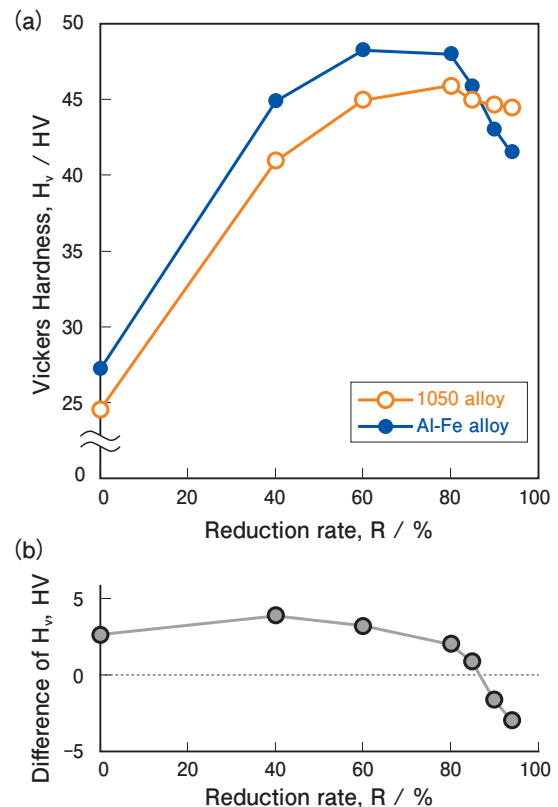 (a)
Vickers Hardness, Hv / HV
50
45
40
35
30
25
0
1050 alloy
Al-Fe alloy
0 20 40 60 80 100
Reduction rate, R / %
(b)
Difference of Hv, HV
5
0
−5
0 20 40 60 80 100
Reduction rate, R / %